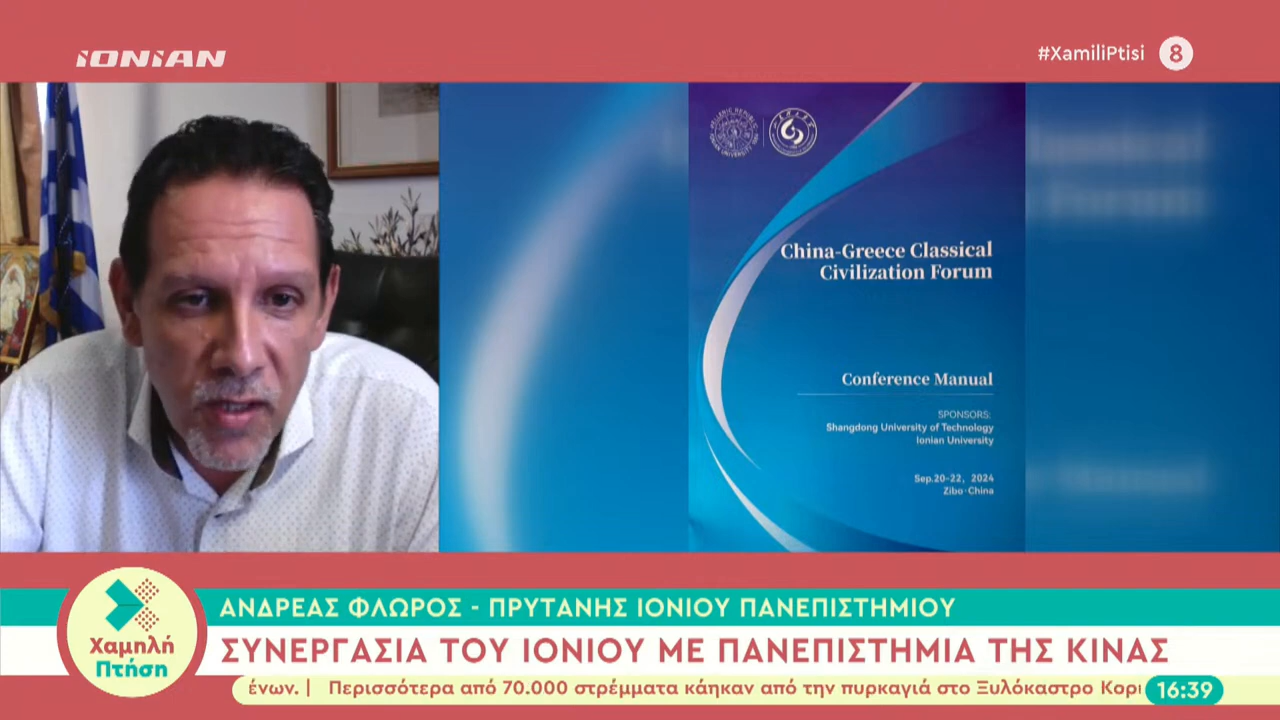 IONIAN
#XamiliPtisi
8
China-Greece Classical
Civilization Forum
Conference Manual
SPONSORS:
Shangdong University of Technology
Ionian University
Sep.20-22, 2024
Zibo·China
ΑΝΔΡΕΑΣ ΦΛΩΡΟΣ - ΠΡΥΤΑΝΗΣ ΙΟΝΙΟΥ ΠΑΝΕΠΙΣΤΗΜΙΟΥ
Χαμηλή
Πτήση
ΣΥΝΕΡΓΑΣΙΑ ΤΟΥ ΙΟΝΙΟΥ ΜΕ ΠΑΝΕΠΙΣΤΗΜΙΑ ΤΗΣ ΚΙΝΑΣ
ένων. | Περισσότερα από 70.000 στρέμματα κάηκαν από την πυρκαγιά στο Ξυλόκαστρο Κορι
16:39